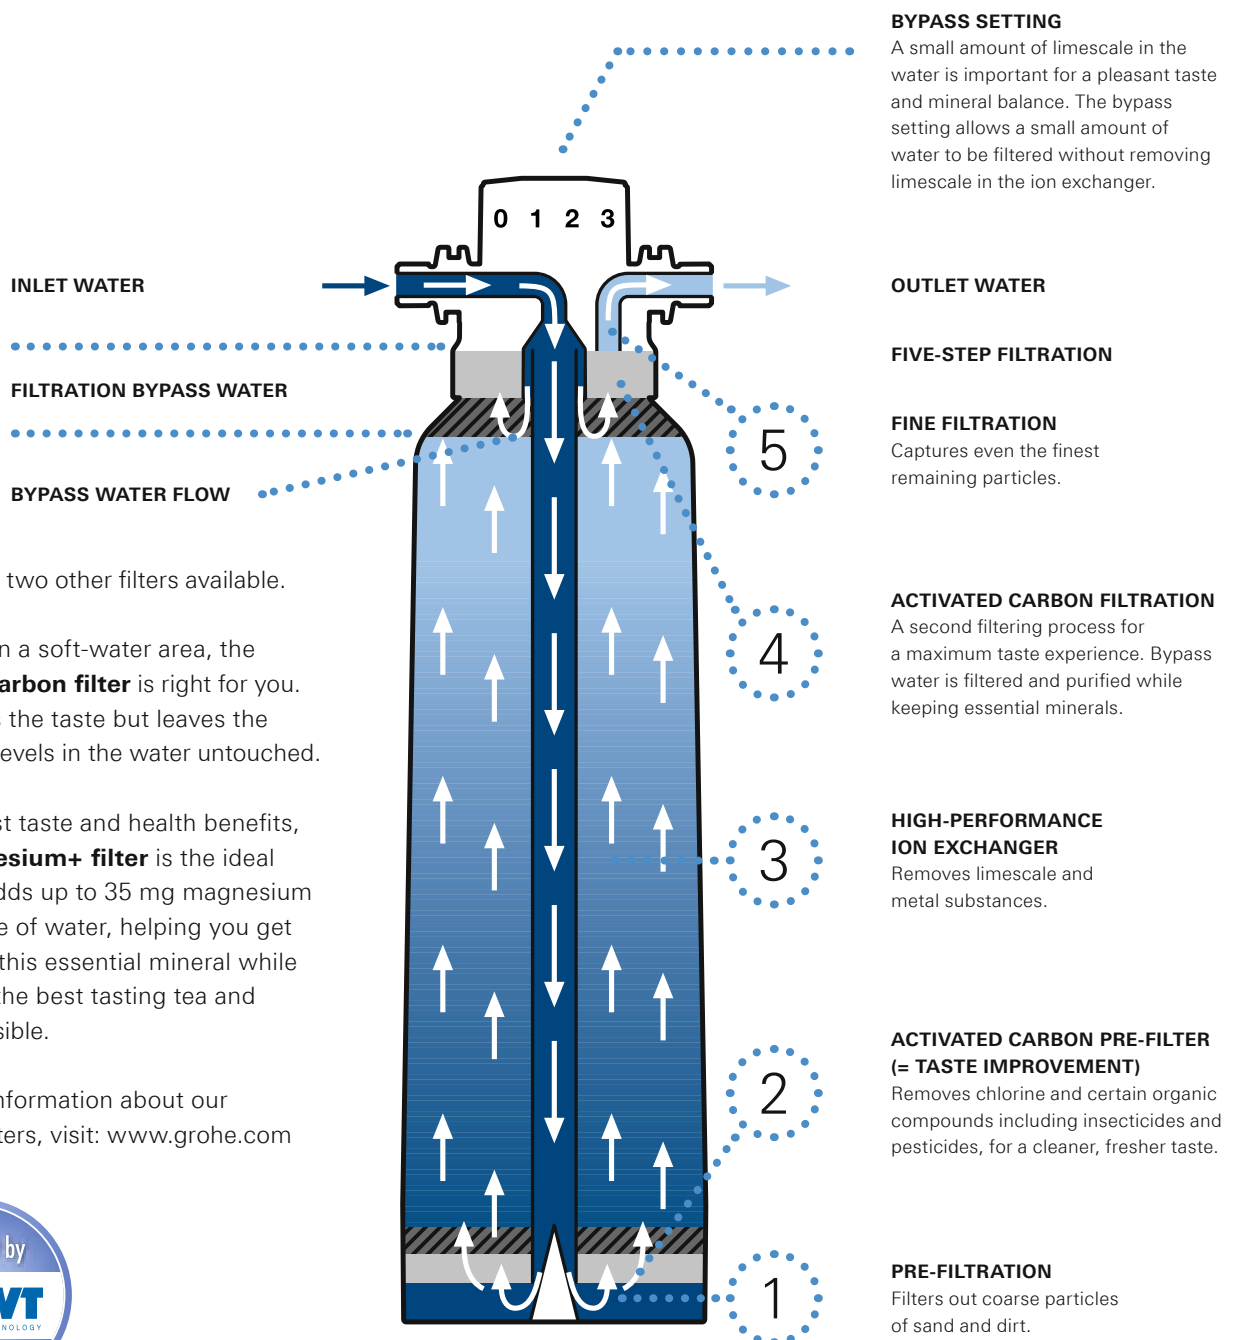 BYPASS SETTING
A small amount of limescale in the
water is important for a pleasant taste
and mineral balance. The bypass
setting allows a small amount of
water to be filtered without removing
limescale in the ion exchanger.
0 1 2 3
INLET WATER
OUTLET WATER
FIVE-STEP FILTRATION
FILTRATION BYPASS WATER
BYPASS WATER FLOW
5
FINE FILTRATION
Captures even the finest
remaining particles.
4
ACTIVATED CARBON FILTRATION
A second filtering process for
a maximum taste experience. Bypass
water is filtered and purified while
keeping essential minerals.
3
HIGH-PERFORMANCE
ION EXCHANGER
Removes limescale and
metal substances.
2
ACTIVATED CARBON PRE-FILTER
(= TASTE IMPROVEMENT)
Removes chlorine and certain organic
compounds including insecticides and
pesticides, for a cleaner, fresher taste.
1
PRE-FILTRATION
Filters out coarse particles
of sand and dirt.
two other filters available.
a soft-water area, the
filter is right for you.
the taste but leaves the
in the water untouched.
taste and health benefits,
filter is the ideal
up to 35 mg magnesium
of water, helping you get
this essential mineral while
the best tasting tea and
about our
visit: www.grohe.com
by